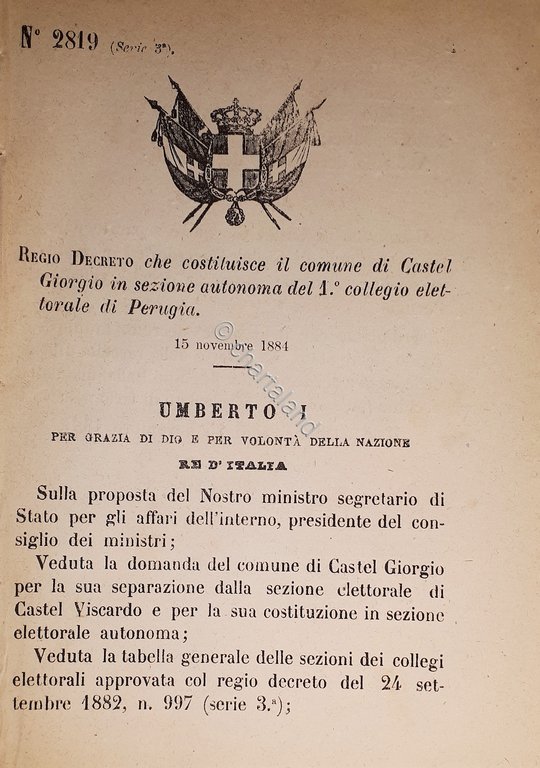 N° 2819 (Serie 3ª).
REGIO DECRETO che costituisce il comune di Castel
Giorgio in sezione autonoma del 1.° collegio elet-
torale di Perugia.
15 novembre 1884
© chartaland
UMBERTO I
PER GRAZIA DI DIO E PER VOLONTÀ DELLA NAZIONE
RE D'ITALIA
Sulla proposta del Nostro ministro segretario di
Stato per gli affari dell'interno, presidente del con-
siglio dei ministri;
Veduta la domanda del comune di Castel Giorgio
per la sua separazione dalla sezione elettorale di
Castel Viscardo e per la sua costituzione in sezione
elettorale autonoma;
Veduta la tabella generale delle sezioni dei collegi
elettorali approvata col regio decreto del 24 set-
tembre 1882, n. 997 (serie 3.ª);